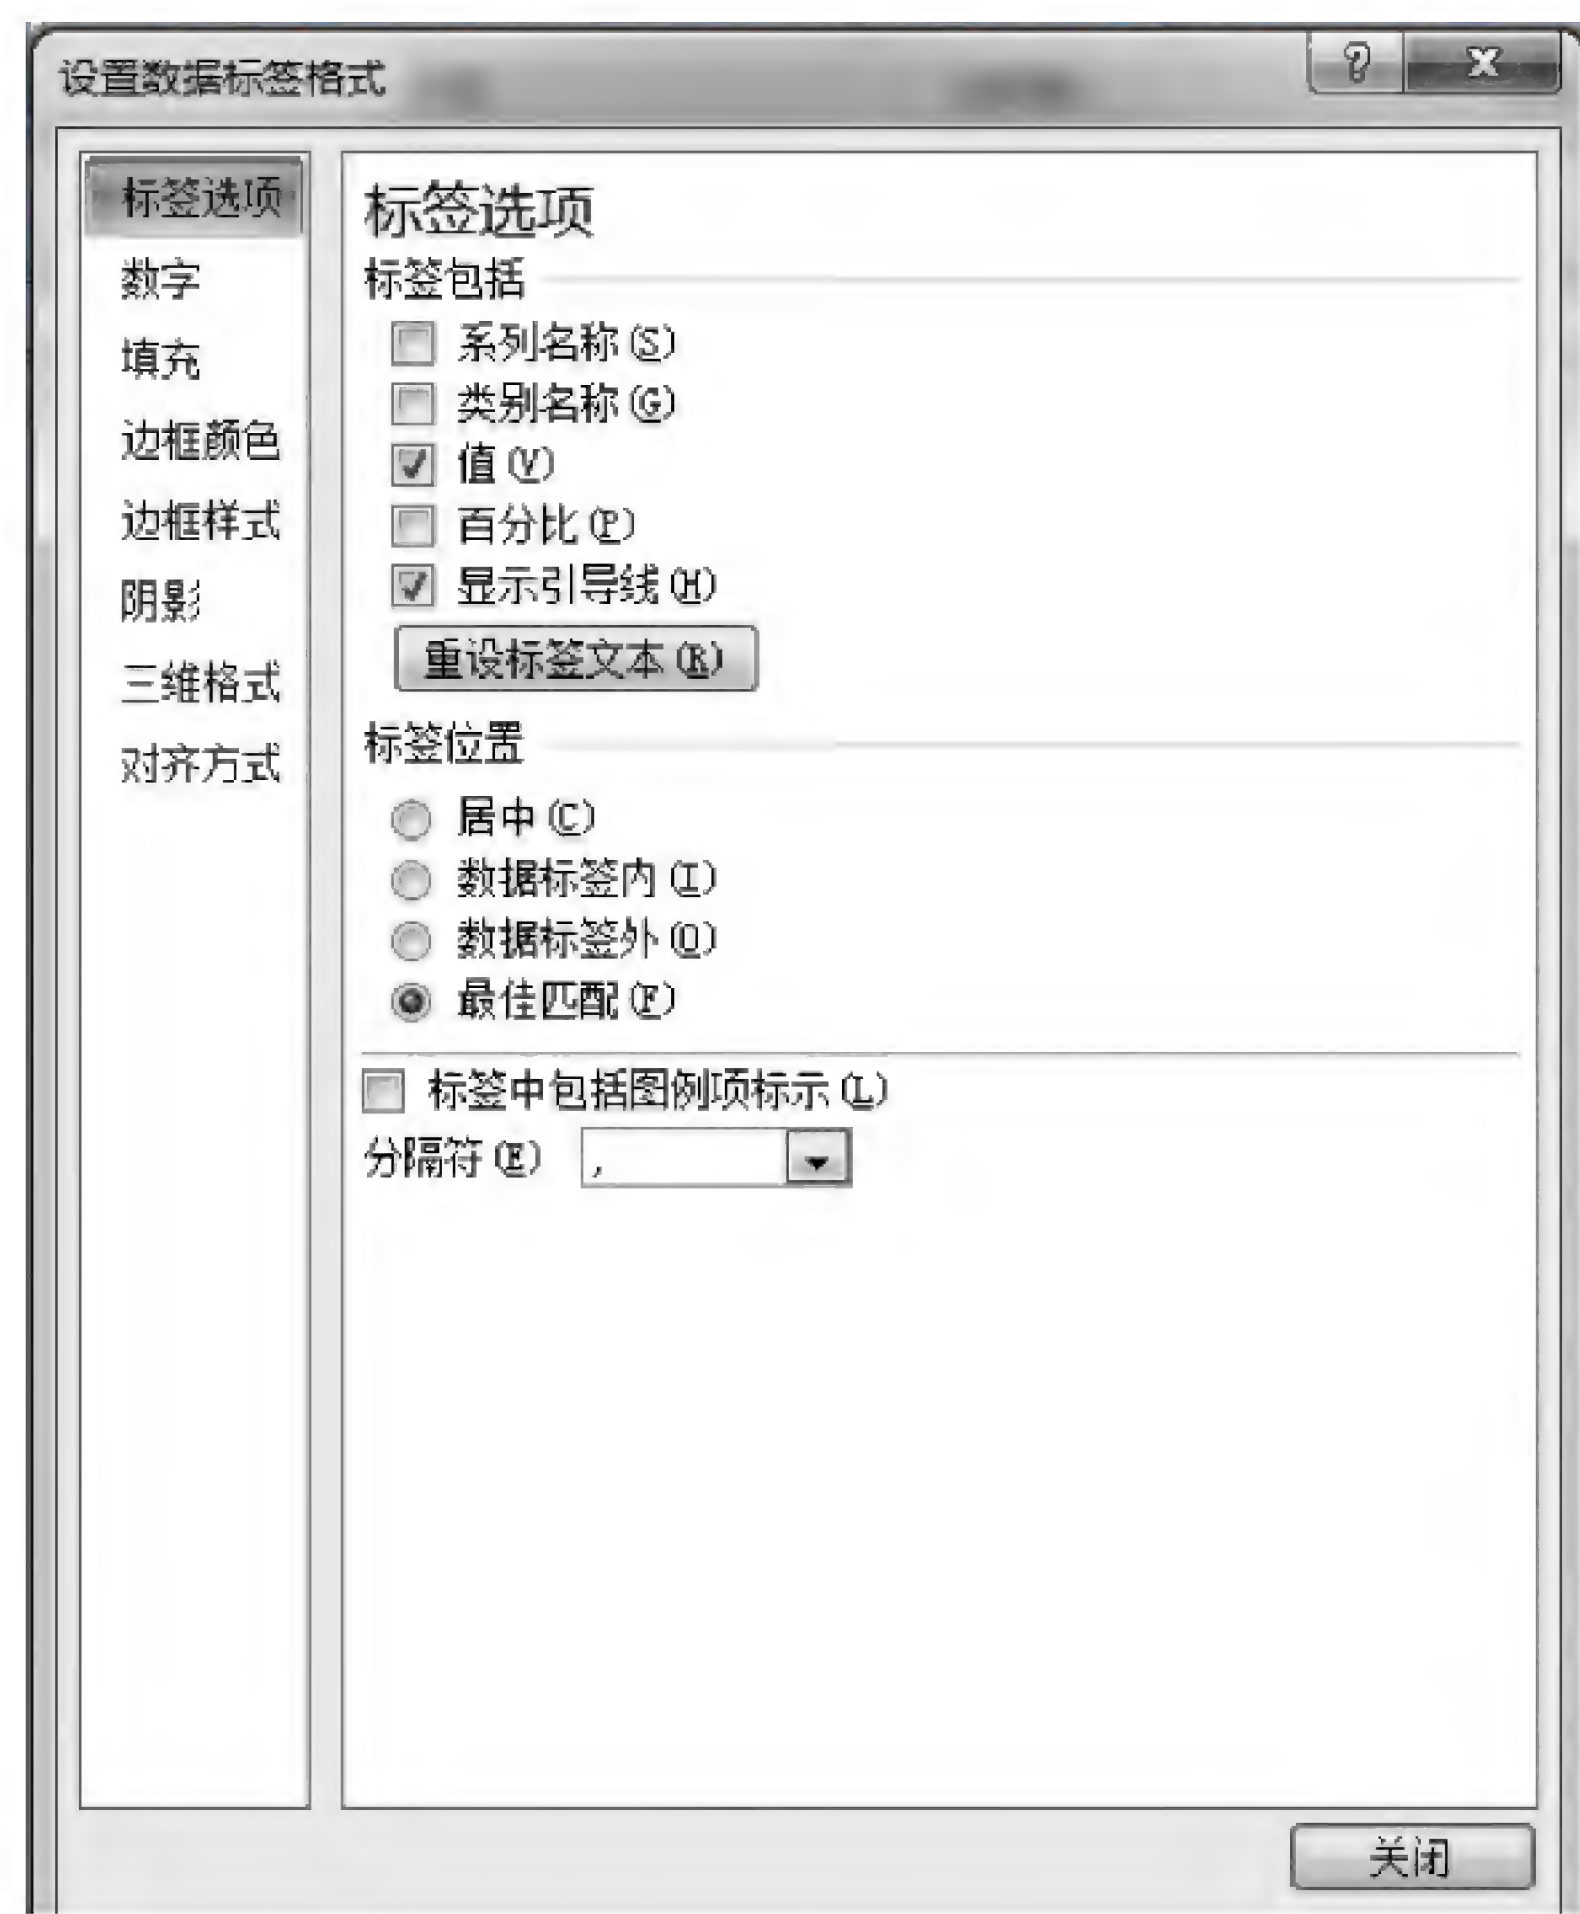 设置数据标签格式
标签选项
数字
填充
边框颜色
边框样式
阴影
三维格式
对齐方式
标签选项
标签包括
系列名称(S)
类别名称(G)
值(V)
百分比(P)
显示引导线(H)
重设标签文本(R)
标签位置
居中(C)
数据标签内(I)
数据标签外(O)
最佳匹配(F)
标签中包括图例项标示(L)
分隔符(E) ,
关闭